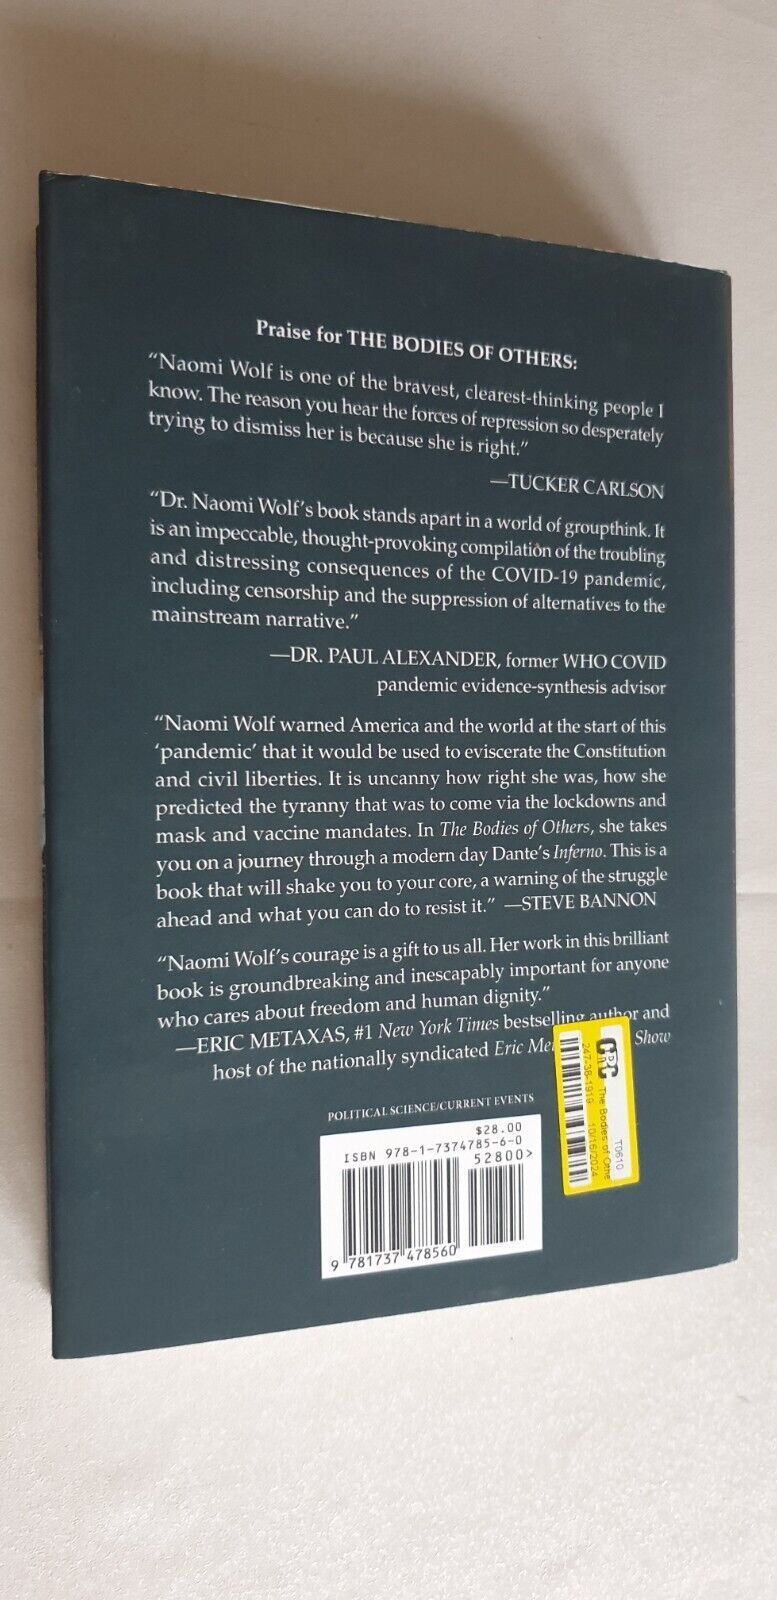 Praise for THE BODIES OF OTHERS:
“Naomi Wolf is one of the bravest, clearest-thinking people I
know. The reason you hear the forces of repression so desperately
trying to dismiss her is because she is right.”
—TUCKER CARLSON
“Dr. Naomi Wolf’s book stands apart in a world of groupthink. It
is an impeccable, thought-provoking compilation of the troubling
and distressing consequences of the COVID-19 pandemic,
including censorship and the suppression of alternatives to the
mainstream narrative.”
—DR. PAUL ALEXANDER, former WHO COVID
pandemic evidence-synthesis advisor
“Naomi Wolf warned America and the world at the start of this
‘pandemic’ that it would be used to eviscerate the Constitution
and civil liberties. It is uncanny how right she was, how she
predicted the tyranny that was to come via the lockdowns and
mask and vaccine mandates. In The Bodies of Others, she takes
you on a journey through a modern day Dante’s Inferno. This is a
book that will shake you to your core, a warning of the struggle
ahead and what you can do to resist it.” —STEVE BANNON
“Naomi Wolf’s courage is a gift to us all. Her work in this brilliant
book is groundbreaking and inescapably important for anyone
who cares about freedom and human dignity.”
—ERIC METAXAS, #1 New York Times bestselling author and
host of the nationally syndicated Eric Me Show
POLITICAL SCIENCE/CURRENT EVENTS
$28.00
ISBN 978-1-7374785-6-0
52800>
9 781737 478560
T0610
The Bodies of Othe
247-38-1919 10/16/2024